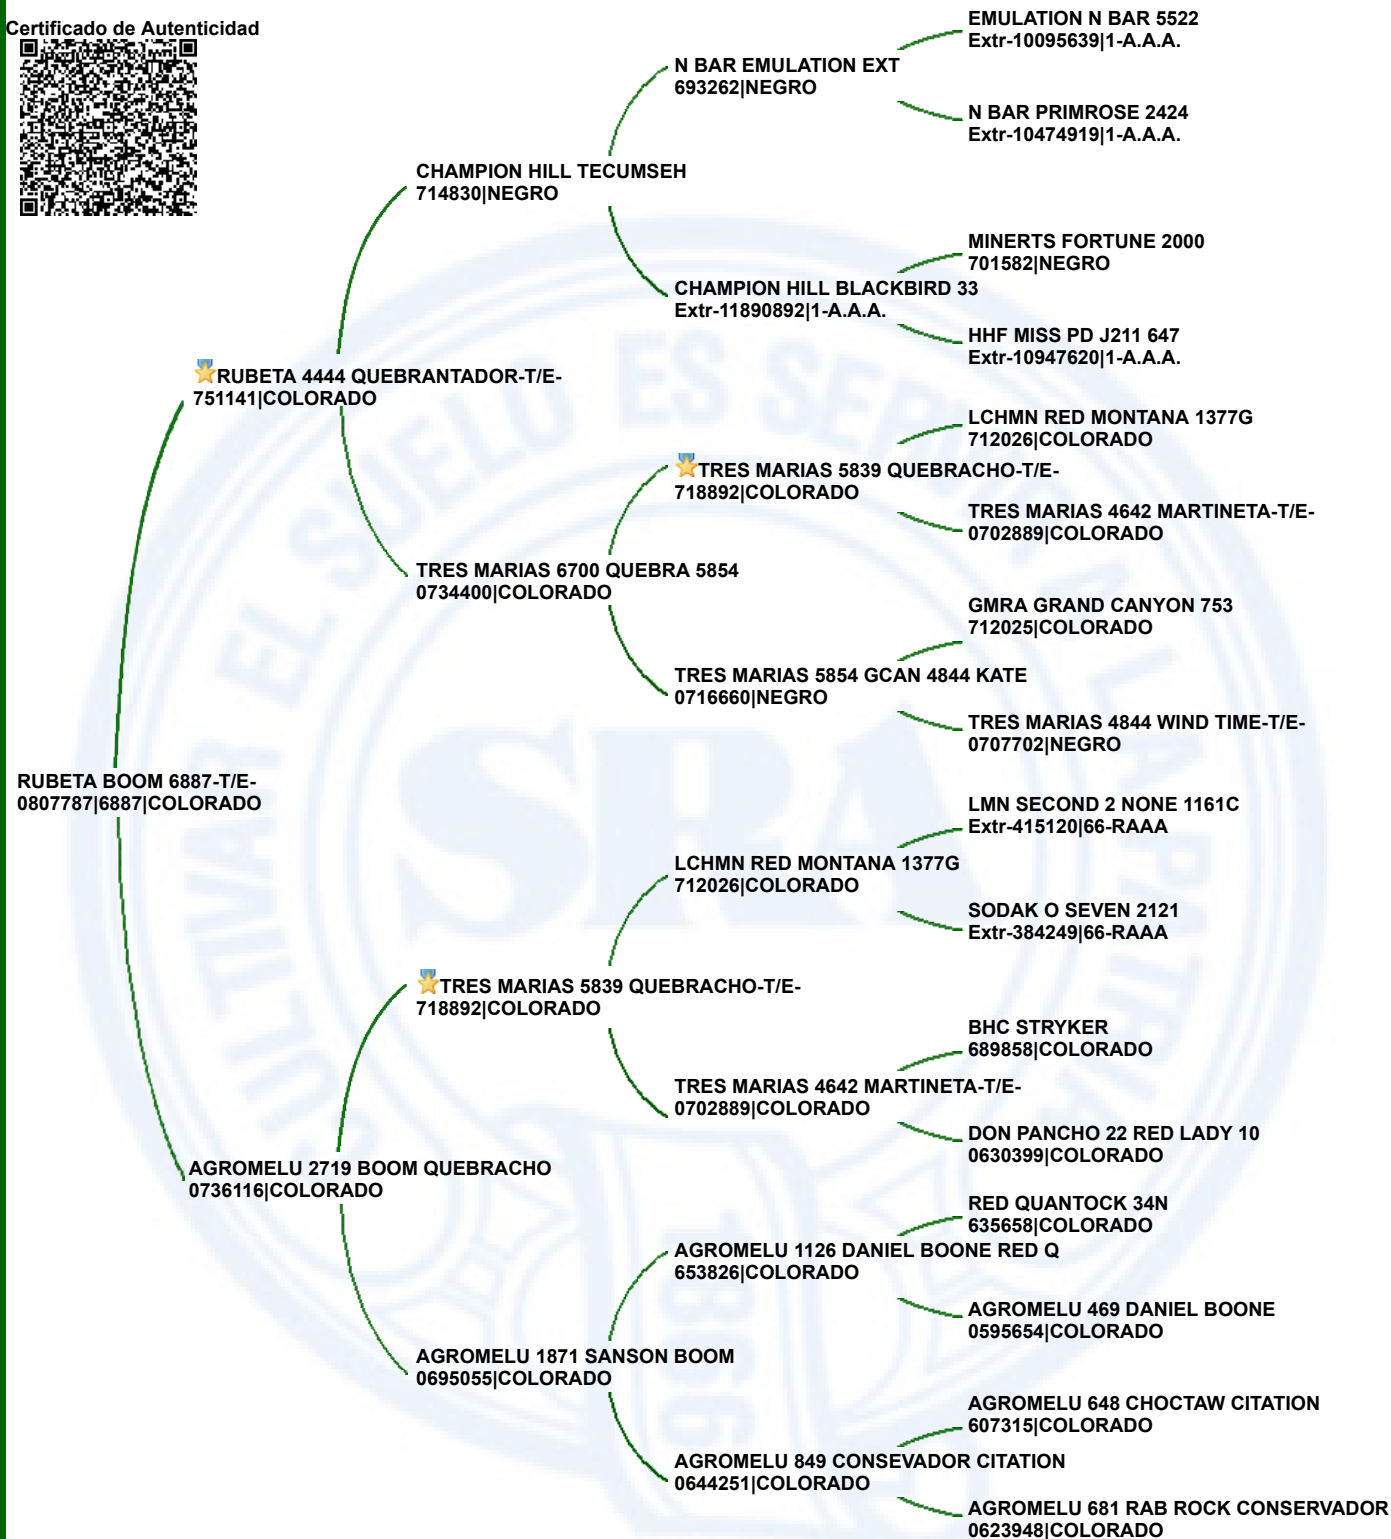 Certificado de Autenticidad
EMULATION N BAR 5522
Extr-10095639|1-A.A.A.
N BAR EMULATION EXT
693262|NEGRO
N BAR PRIMROSE 2424
Extr-10474919|1-A.A.A.
CHAMPION HILL TECUMSEH
714830|NEGRO
MINERTS FORTUNE 2000
701582|NEGRO
CHAMPION HILL BLACKBIRD 33
Extr-11890892|1-A.A.A.
HHF MISS PD J211 647
Extr-10947620|1-A.A.A.
RUBETA 4444 QUEBRANTADOR-T/E-
751141|COLORADO
LCHMN RED MONTANA 1377G
712026|COLORADO
TRES MARIAS 5839 QUEBRACHO-T/E-
718892|COLORADO
TRES MARIAS 4642 MARTINETA-T/E-
0702889|COLORADO
TRES MARIAS 6700 QUEBRA 5854
0734400|COLORADO
GMRA GRAND CANYON 753
712025|COLORADO
TRES MARIAS 5854 GCAN 4844 KATE
0716660|NEGRO
TRES MARIAS 4844 WIND TIME-T/E-
0707702|NEGRO
RUBETA BOOM 6887-T/E-
0807787|6887|COLORADO
LMN SECOND 2 NONE 1161C
Extr-415120|66-RAAA
LCHMN RED MONTANA 1377G
712026|COLORADO
SODAK O SEVEN 2121
Extr-384249|66-RAAA
TRES MARIAS 5839 QUEBRACHO-T/E-
718892|COLORADO
BHC STRYKER
689858|COLORADO
TRES MARIAS 4642 MARTINETA-T/E-
0702889|COLORADO
DON PANCHO 22 RED LADY 10
0630399|COLORADO
AGROMELU 2719 BOOM QUEBRACHO
0736116|COLORADO
RED QUANTOCK 34N
635658|COLORADO
AGROMELU 1126 DANIEL BOONE RED Q
653826|COLORADO
AGROMELU 469 DANIEL BOONE
0595654|COLORADO
AGROMELU 1871 SANSON BOOM
0695055|COLORADO
AGROMELU 648 CHOCTAW CITATION
607315|COLORADO
AGROMELU 849 CONSEVADOR CITATION
0644251|COLORADO
AGROMELU 681 RAB ROCK CONSERVADOR
0623948|COLORADO
CULTIVAR EL SUELO ES SERVIR A LA PATRIA
SRA
1866